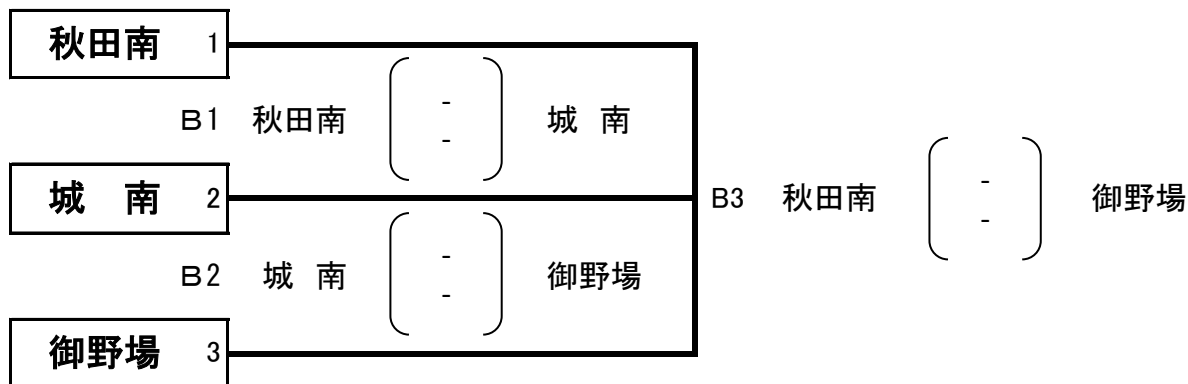 秋田南 1
-
B1 秋田南 城 南
-
城 南 2
B3 秋田南 - 御野場
-
-
B2 城 南 御野場
-
御野場 3